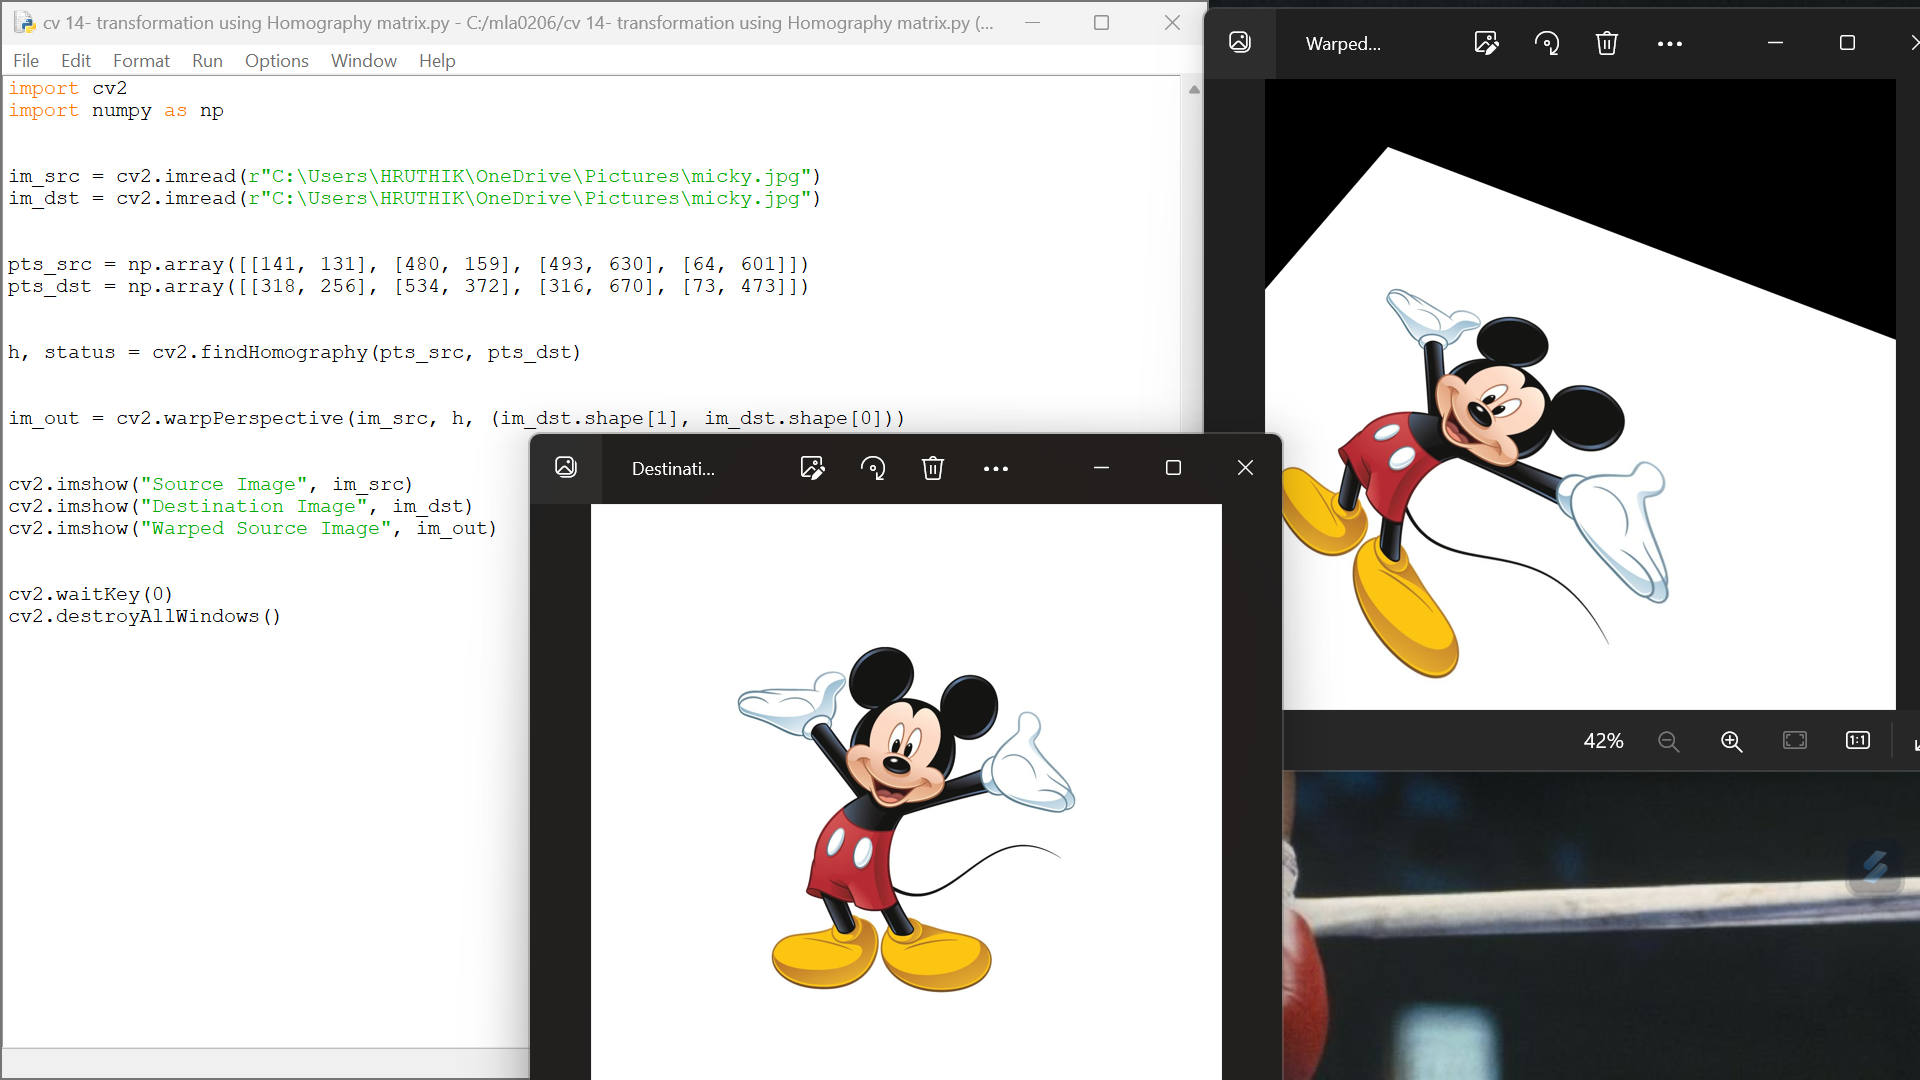 cv 14- transformation using Homography matrix.py - C:/mla0206/cv 14- transformation using Homography matrix.py (...
File Edit Format Run Options Window Help
import cv2
import numpy as np
im_src = cv2.imread(r"C:\Users\HRUTHIK\OneDrive\Pictures\micky.jpg")
im_dst = cv2.imread(r"C:\Users\HRUTHIK\OneDrive\Pictures\micky.jpg")
pts_src = np.array([[141, 131], [480, 159], [493, 630], [64, 601]])
pts_dst = np.array([[318, 256], [534, 372], [316, 670], [73, 473]])
h, status = cv2.findHomography(pts_src, pts_dst)
im_out = cv2.warpPerspective(im_src, h, (im_dst.shape[1], im_dst.shape[0]))
cv2.imshow("Source Image", im_src)
cv2.imshow("Destination Image", im_dst)
cv2.imshow("Warped Source Image", im_out)
cv2.waitKey(0)
cv2.destroyAllWindows()
Warped...
Destinati...
42%
1:1